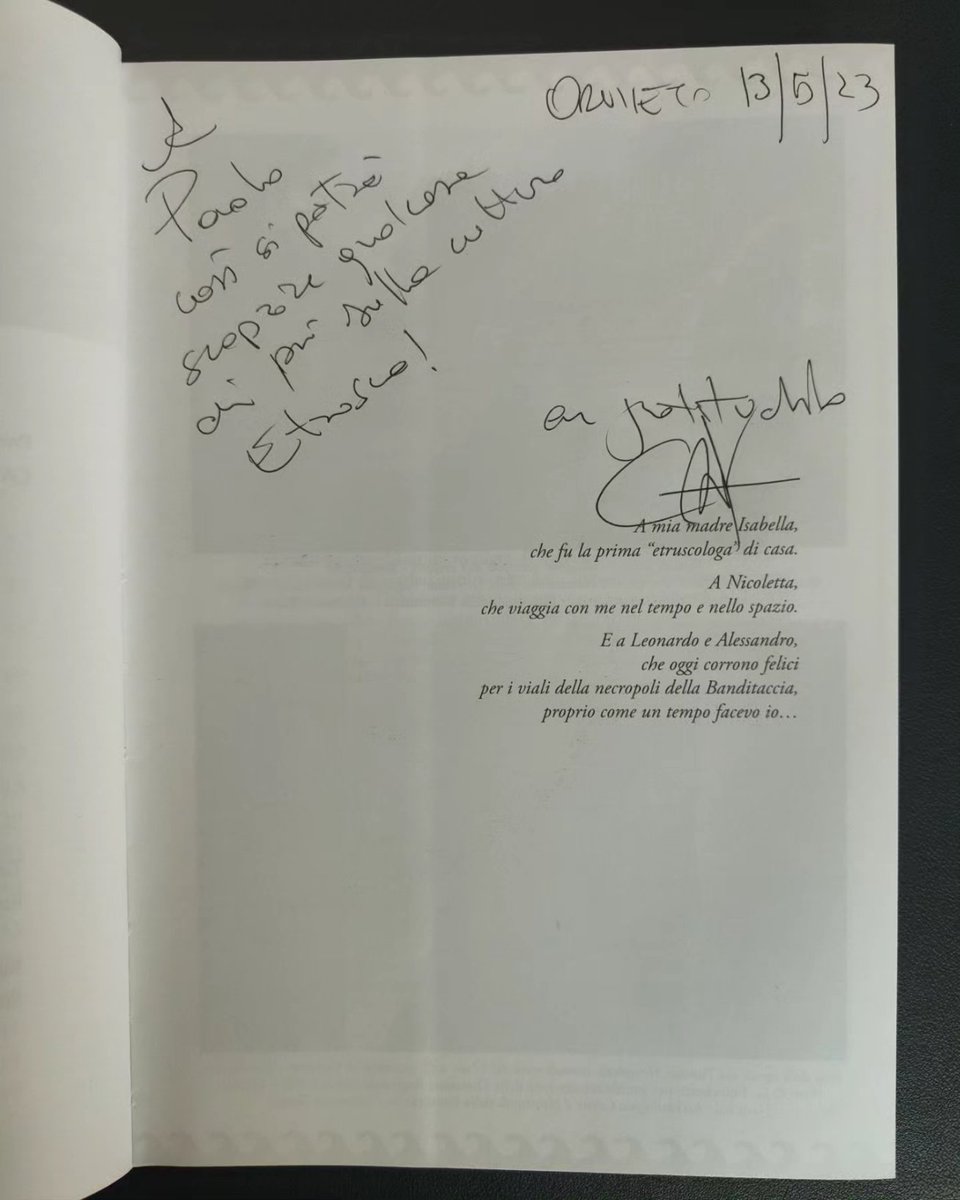 ORVIETO 13/5/23
A
Paolo
così si potrà
scoprire qualcosa
di più sulla cultura
Etrusca!
A mia madre Isabella,
che fu la prima “etruscologa” di casa.
A Nicoletta,
che viaggia con me nel tempo e nello spazio.
E a Leonardo e Alessandro,
che oggi corrono felici
per i viali della necropoli della Banditaccia,
proprio come un tempo facevo io…